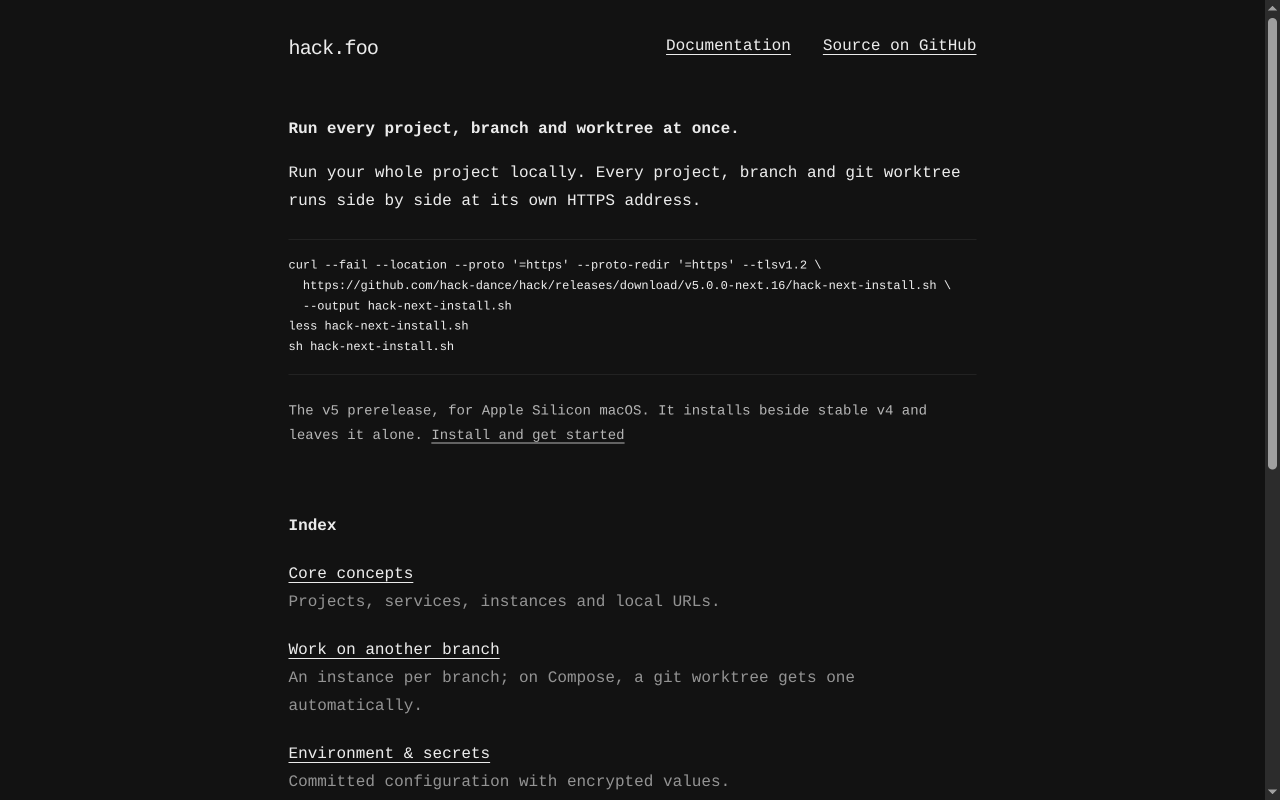 hack.foo
Documentation
Source on GitHub
Run every project, branch and worktree at once.
Run your whole project locally. Every project, branch and git worktree
runs side by side at its own HTTPS address.
curl --fail --location --proto '=https' --proto-redir '=https' --tlsv1.2 \
  https://github.com/hack-dance/hack/releases/download/v5.0.0-next.16/hack-next-install.sh \
  --output hack-next-install.sh
less hack-next-install.sh
sh hack-next-install.sh
The v5 prerelease, for Apple Silicon macOS. It installs beside stable v4 and
leaves it alone. Install and get started
Index
Core concepts
Projects, services, instances and local URLs.
Work on another branch
An instance per branch; on Compose, a git worktree gets one
automatically.
Environment & secrets
Committed configuration with encrypted values.